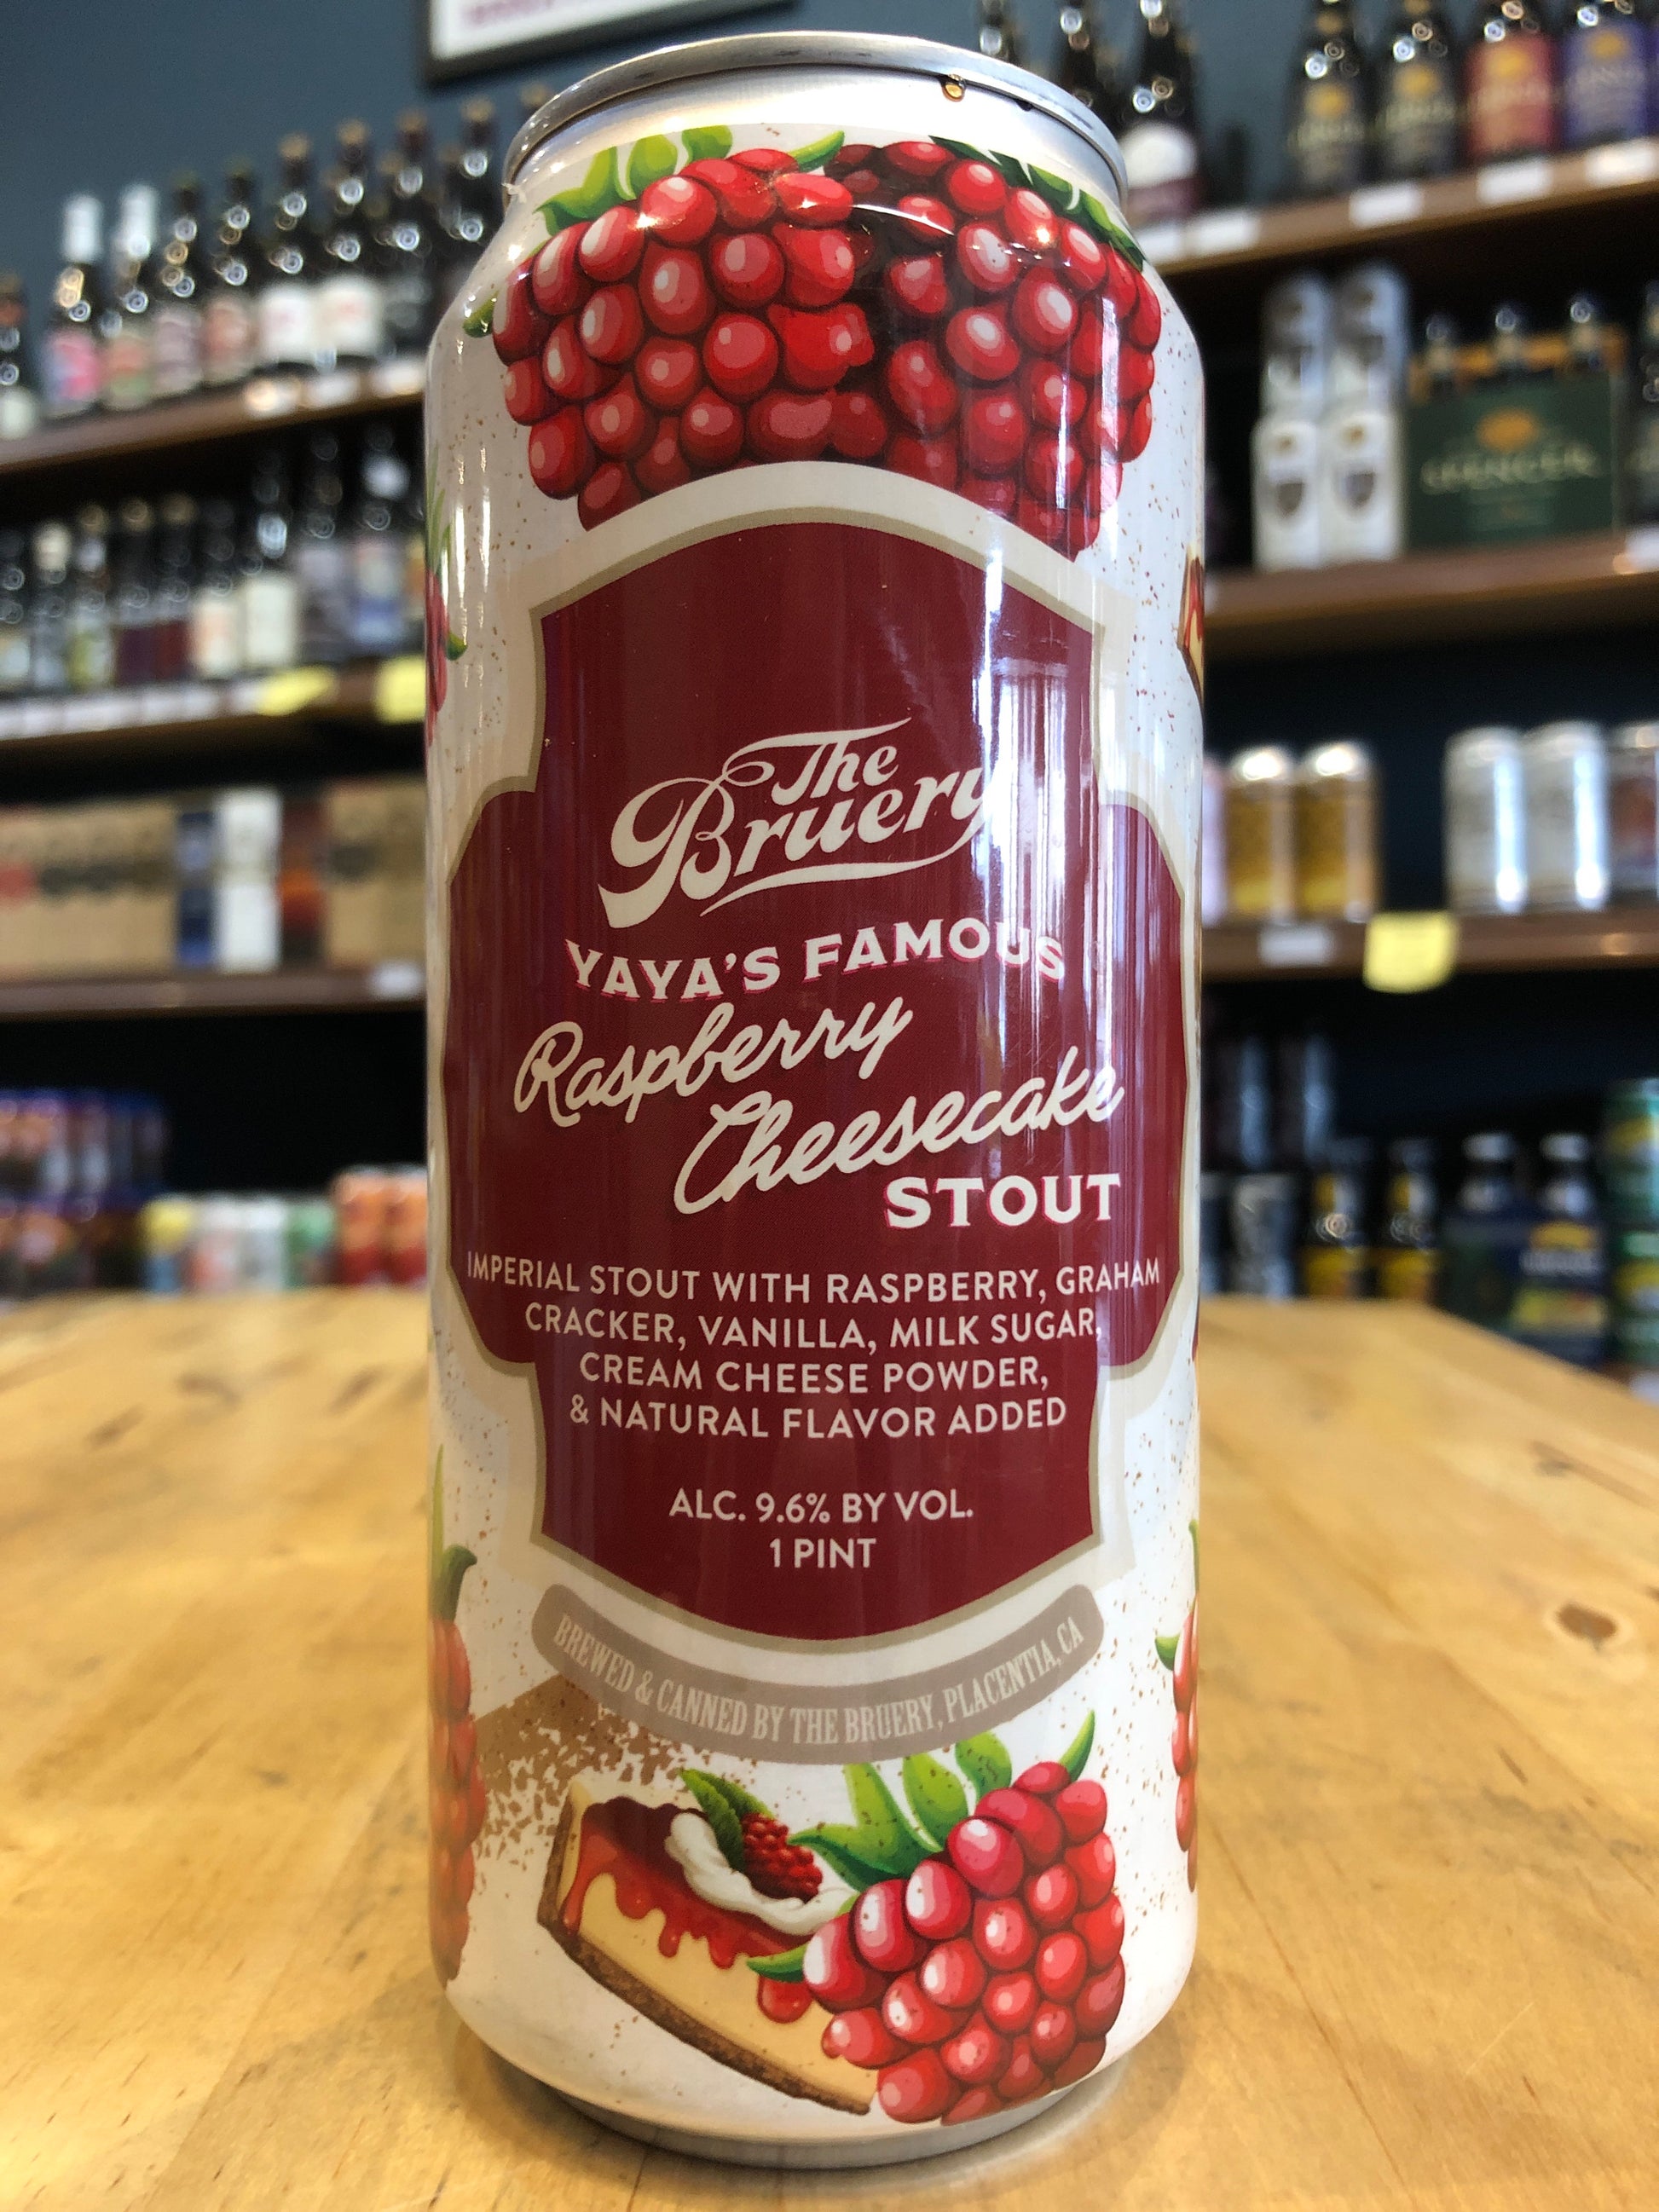 The
Bruery
YAYA'S FAMOUS
Raspberry
Cheesecake
STOUT
IMPERIAL STOUT WITH RASPBERRY, GRAHAM
CRACKER, VANILLA, MILK SUGAR,
CREAM CHEESE POWDER,
& NATURAL FLAVOR ADDED
ALC. 9.6% BY VOL.
1 PINT
BREWED & CANNED BY THE BRUERY, PLACENTIA, CA